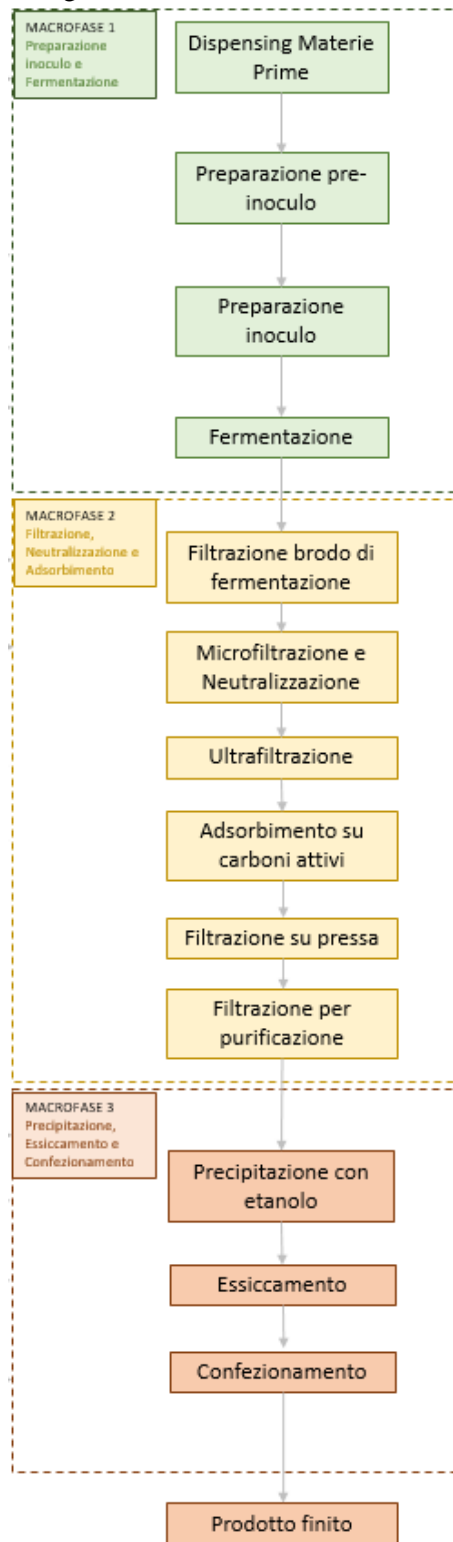 MACROFASE 1
Preparazione
inoculo e
Fermentazione
Dispensing Materie
Prime
Preparazione pre-
inoculo
Preparazione
inoculo
Fermentazione
MACROFASE 2
Filtrazione,
Neutralizzazione e
Adsorbimento
Filtrazione brodo di
fermentazione
Microfiltrazione e
Neutralizzazione
Ultrafiltrazione
Adsorbimento su
carboni attivi
Filtrazione su pressa
Filtrazione per
purificazione
MACROFASE 3
Precipitazione,
Essiccamento e
Confezionamento
Precipitazione con
etanolo
Essiccamento
Confezionamento
Prodotto finito